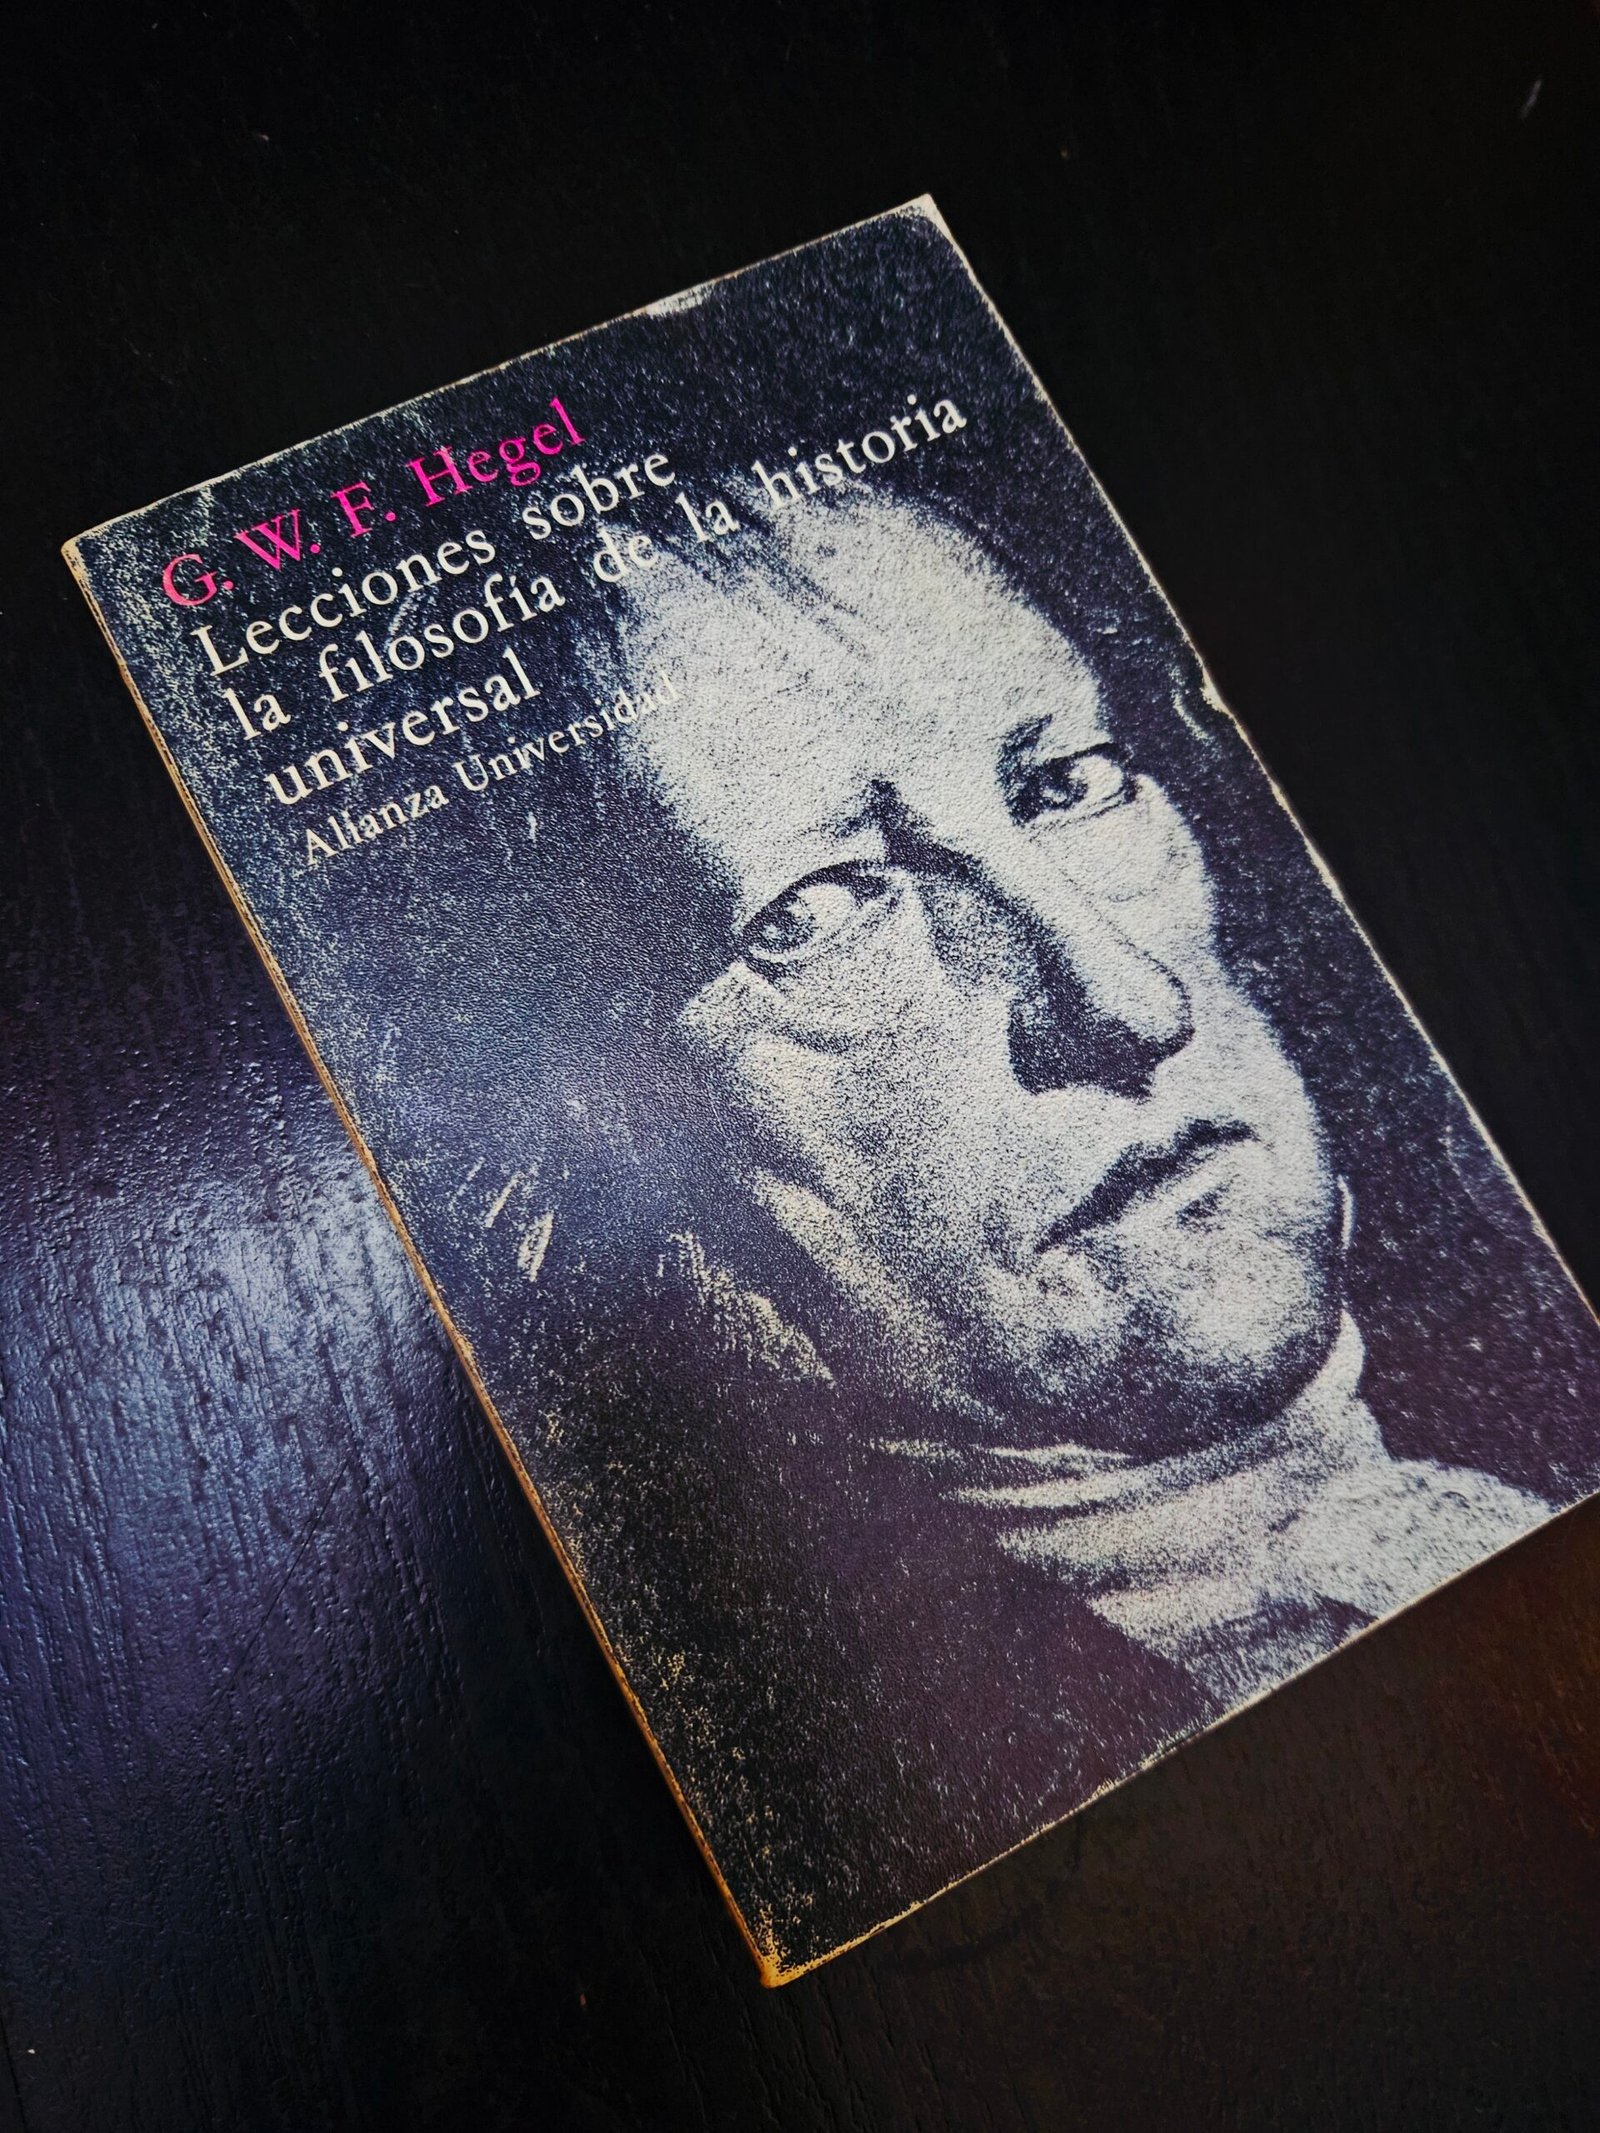 G. W. F. Hegel
Lecciones sobre
la filosofía de la historia
universal
Alianza Universidad